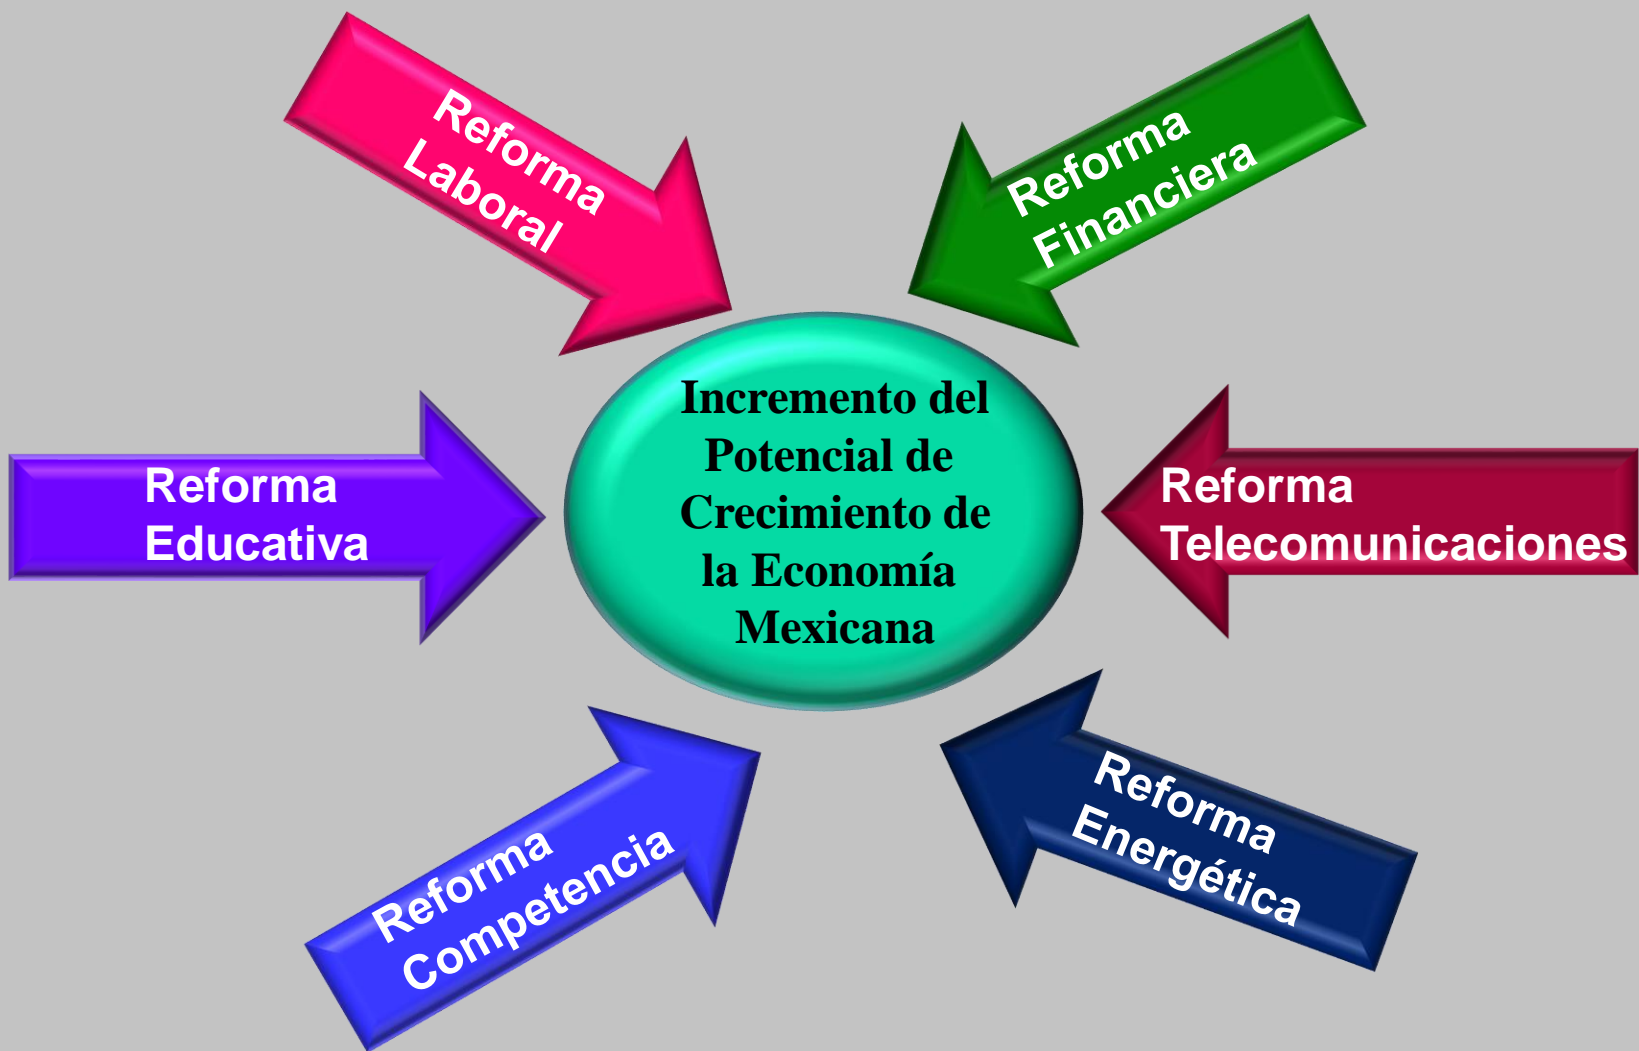 Reforma
Laboral
Reforma
Financiera
Incremento del
Potencial de
Crecimiento de
la Economía
Mexicana
Reforma
Educativa
Reforma
Telecomunicaciones
Reforma
Competencia
Reforma
Energética